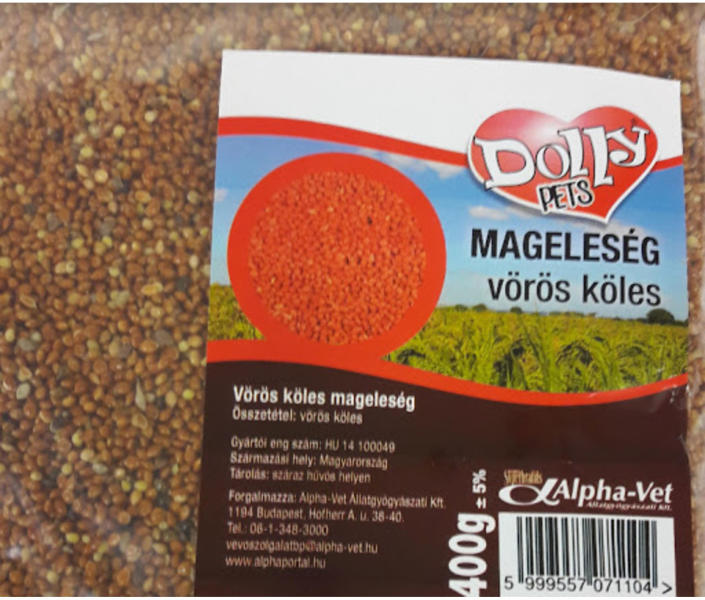 Dolly
PETS
MAGELESÉG
vörös köles
Vörös köles mageleség
Összetétel: vörös köles
Gyártói eng szám: HU 14 100049
Származási hely: Magyarország
Tárolás: száraz hűvös helyen
Forgalmazza: Alpha-Vet Állatgyógyászati Kft.
1194 Budapest, Hofherr A. u. 38-40.
Tel.: 06-1-348-3000
vevoszolgalatbp@alpha-vet.hu
www.alphaportal.hu
400g ± 5%
Alpha-Vet
Állatgyógyászati Kft.
5 999557 071104 >